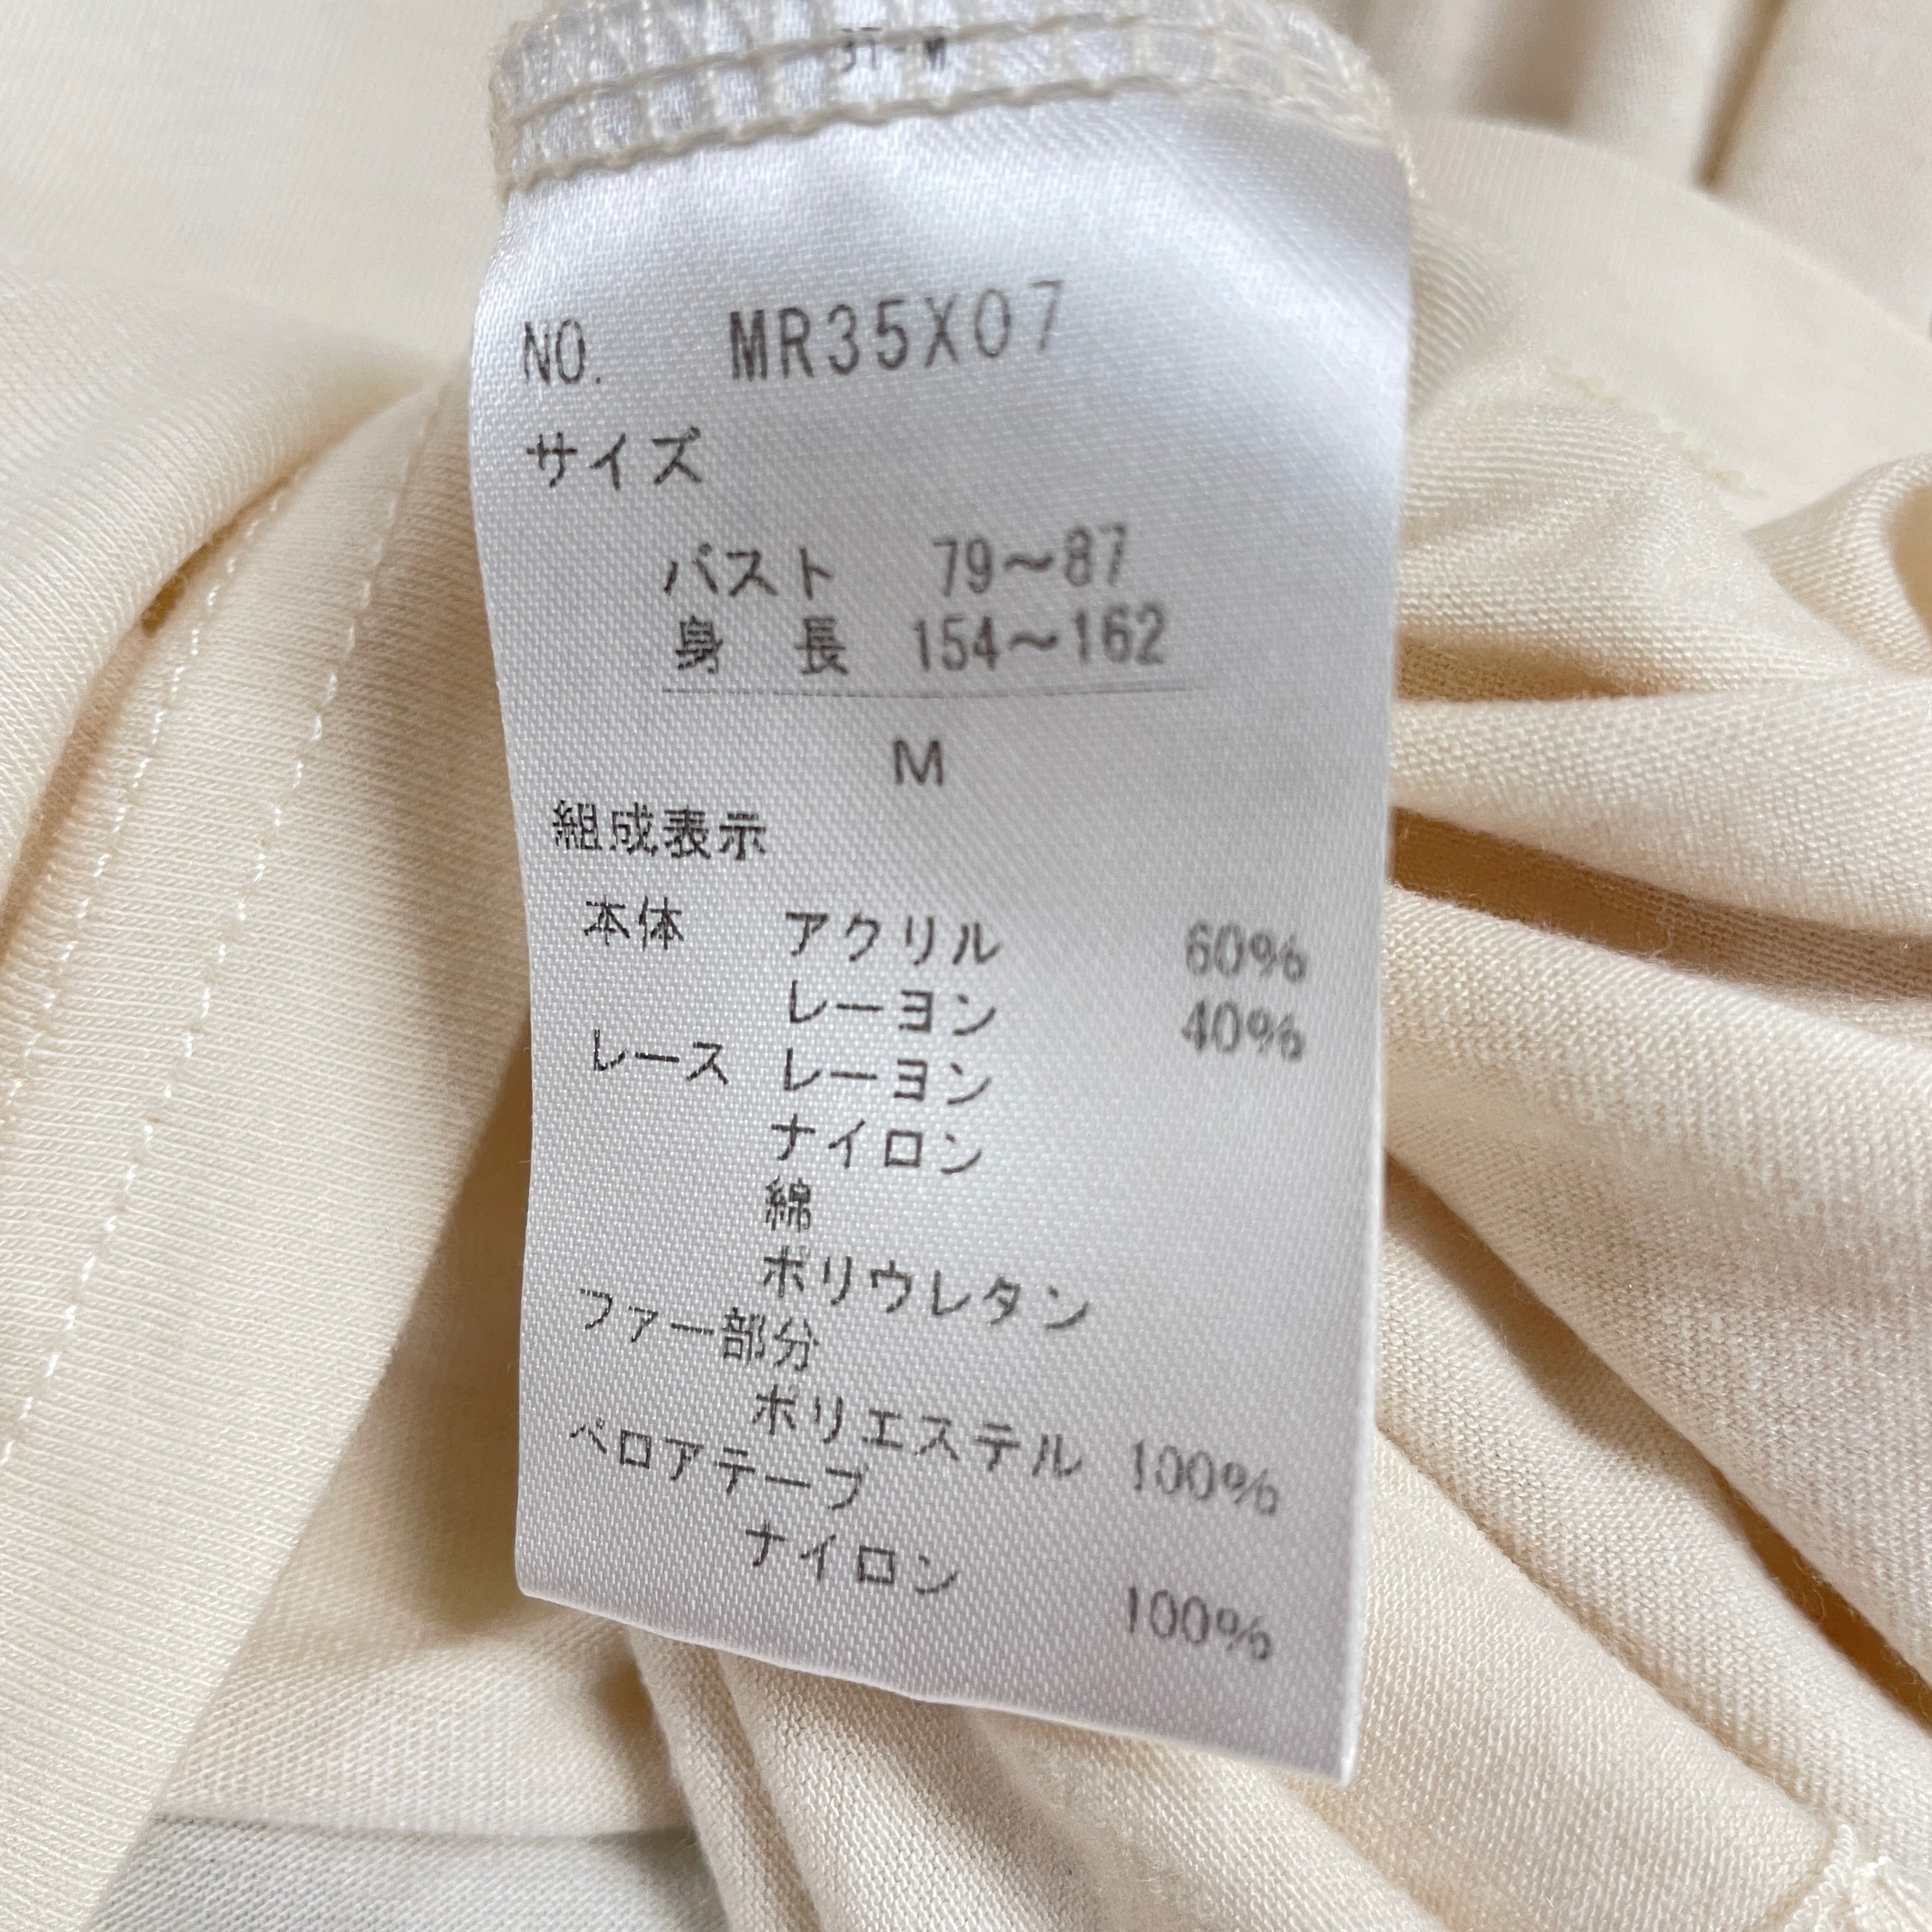 NO. MR35X07
サイズ
バスト 79～87
身長 154～162
M
組成表示
本体 アクリル 60%
レーヨン 40%
レース レーヨン
ナイロン
綿
ポリウレタン
ファー部分
ポリエステル 100%
ベロアテープ
ナイロン 100%